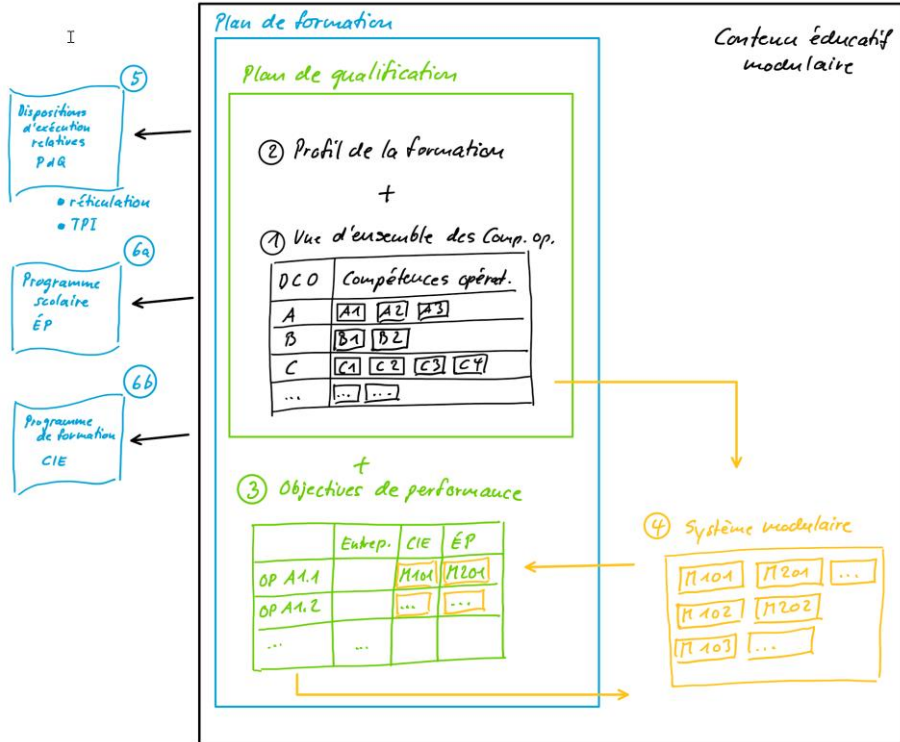 Plan de formation
Contenu éducatif
modulaire
Plan de qualification
5
Dispositions
d'exécution
relatives
PdQ
• réticulation
• TPI
2 Profil de la formation
+
1 Vue d'ensemble des Comp. op.
DCO Compétences opérat.
A A1 A2 A3
B B1 B2
C C1 C2 C3 C4
... ... ...
6a
Programme
scolaire
ÉP
6b
Programme
de formation
CIE
+
3 Objectives de performance
Entrep. CIE ÉP
OP A1.1 M101 M201
OP A1.2 ... ...
... ...
4 Système modulaire
M101 M201 ...
M102 M202
M103 ...